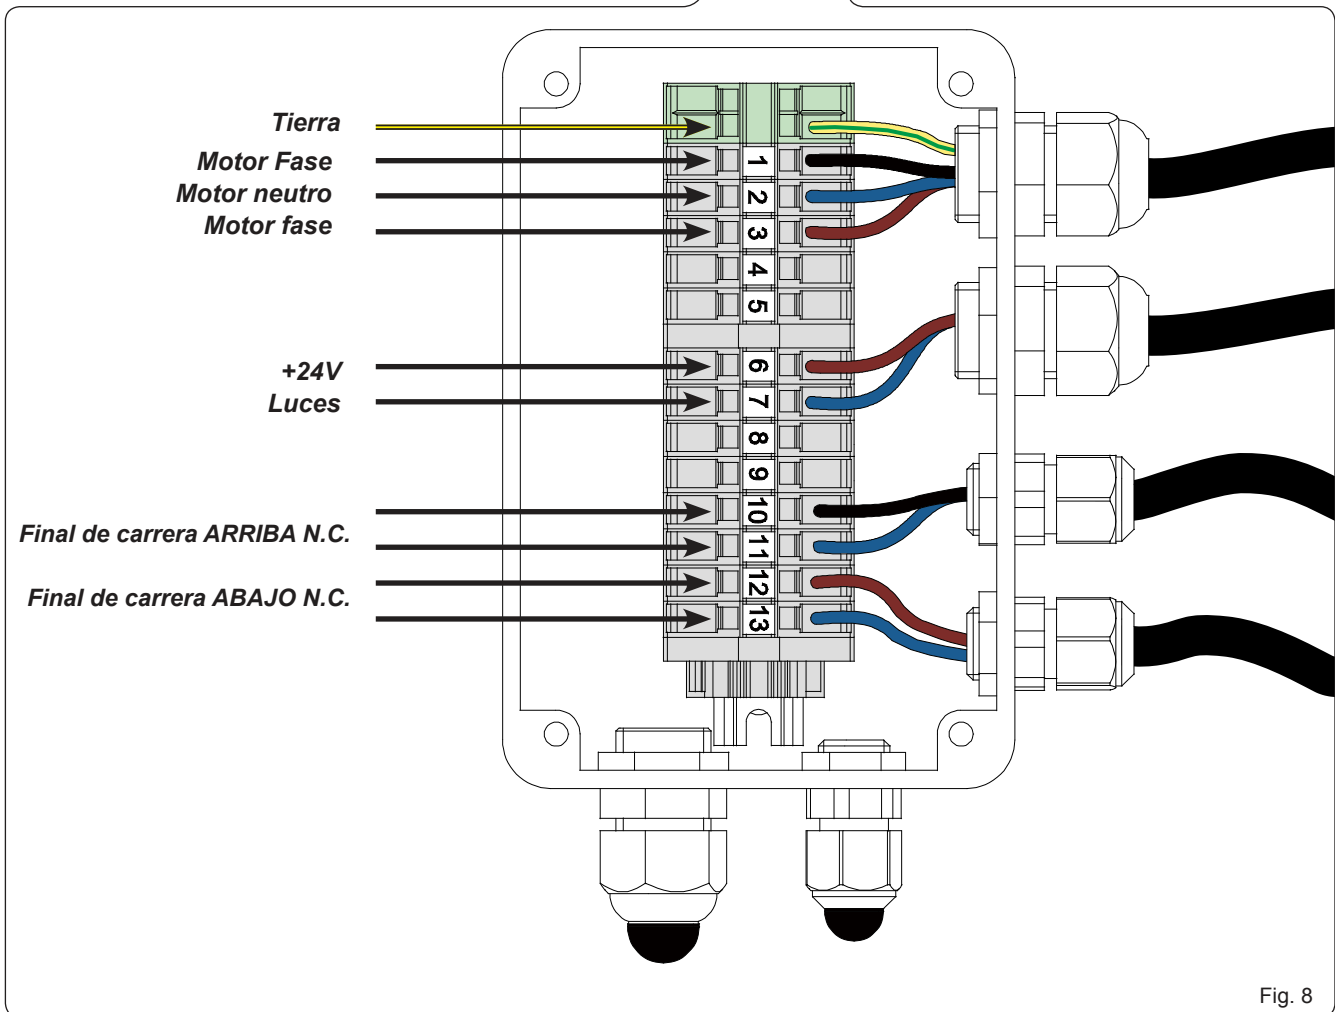 Tierra
Motor Fase
Motor neutro
Motor fase
+24V
Luces
Final de carrera ARRIBA N.C.
Final de carrera ABAJO N.C.
1
2
3
4
5
6
7
8
9
10
11
12
13
Fig. 8